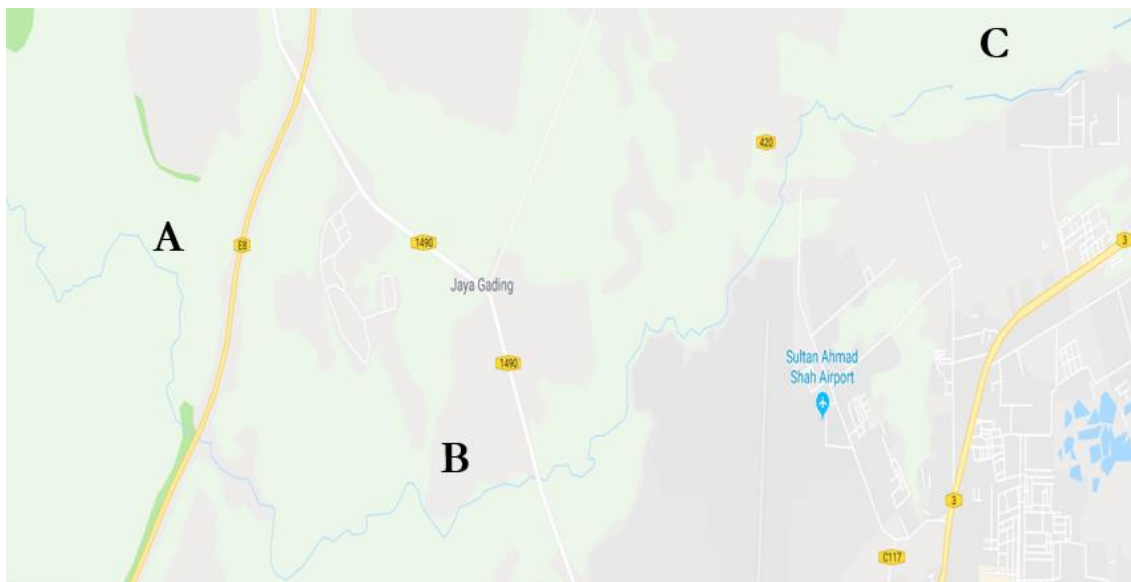 C
420
A
E8
1490
3
Jaya Gading
1490
Sultan Ahmad
Shah Airport
B
3
C117